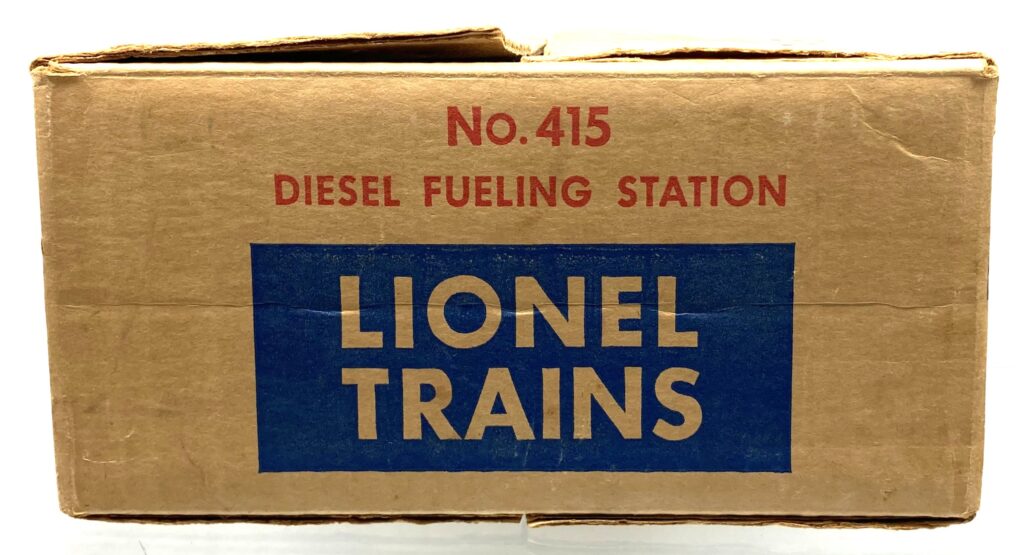 No. 415
DIESEL FUELING STATION
LIONEL
TRAINS